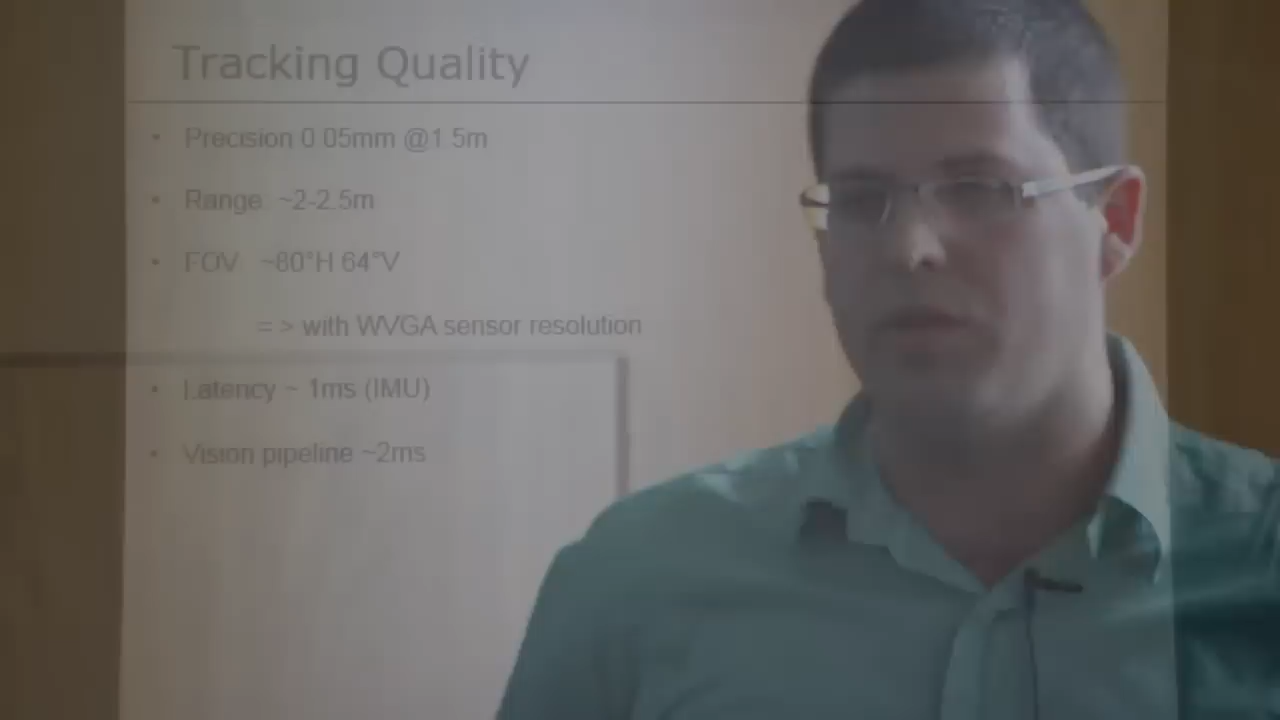 Tracking Quality
• Precision 0.05mm @1.5m
• Range: ~2-2.5m
• FOV: ~80°H 64°V
= > with WVGA sensor resolution
• Latency ~ 1ms (IMU)
• Vision pipeline ~2ms